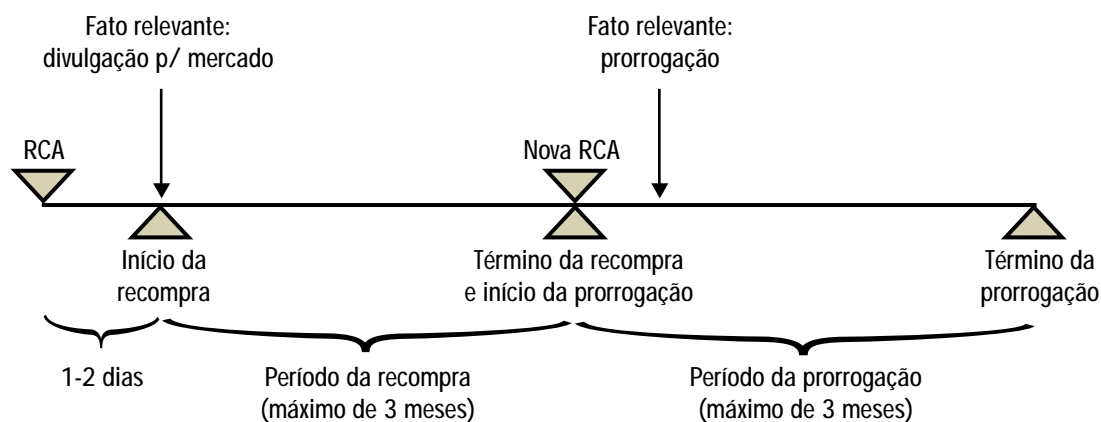 Fato relevante:
divulgação p/ mercado
Fato relevante:
prorrogação
RCA
Nova RCA
Início da
recompra
Término da recompra
e início da prorrogação
Término da
prorrogação
1-2 dias
Período da recompra
(máximo de 3 meses)
Período da prorrogação
(máximo de 3 meses)